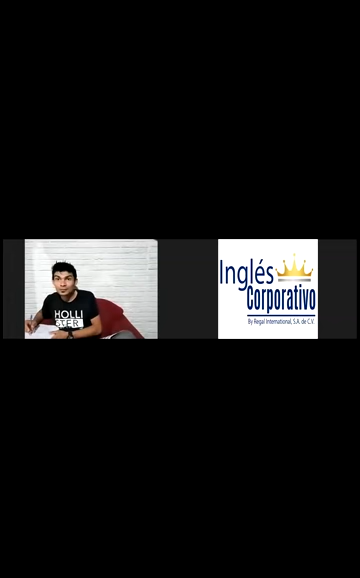 HOLLI
STER
Inglés
Corporativo
By Regal International, S.A. de C.V.